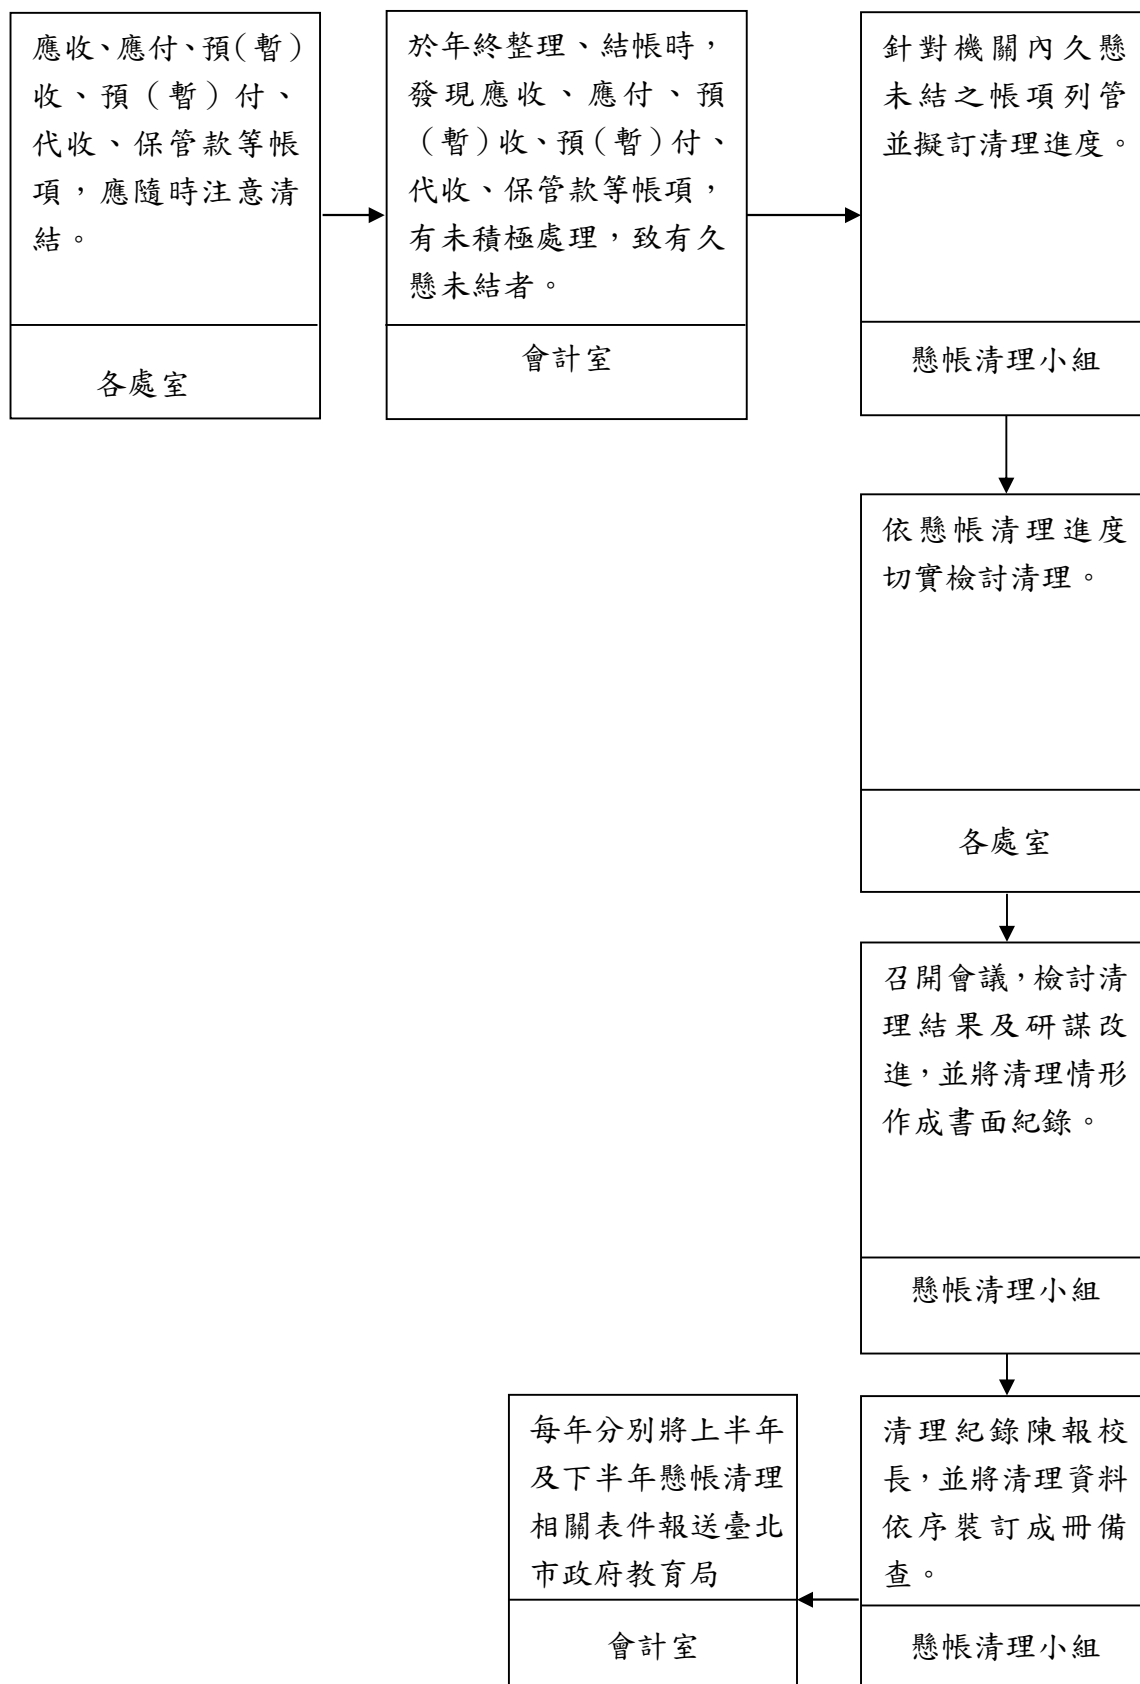 應收、應付、預(暫)
收、預（暫）付、
代收、保管款等帳
項，應隨時注意清
結。
各處室
於年終整理、結帳時，
發現應收、應付、預
（暫）收、預（暫）付、
代收、保管款等帳項，
有未積極處理，致有久
懸未結者。
會計室
針對機關內久懸
未結之帳項列管
並擬訂清理進度。
懸帳清理小組
依懸帳清理進度
切實檢討清理。
各處室
召開會議，檢討清
理結果及研謀改
進，並將清理情形
作成書面紀錄。
懸帳清理小組
清理紀錄陳報校
長，並將清理資料
依序裝訂成冊備
查。
懸帳清理小組
每年分別將上半年
及下半年懸帳清理
相關表件報送臺北
市政府教育局
會計室